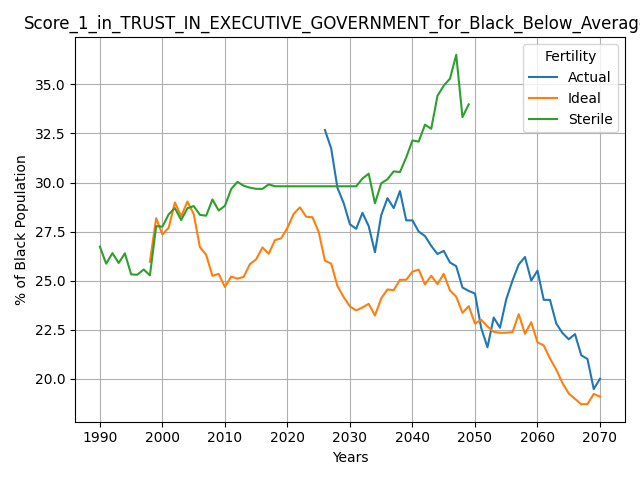 Score_1_in_TRUST_IN_EXECUTIVE_GOVERNMENT_for_Black_Below_Average
Fertility
Actual
Ideal
Sterile
% of Black Population
35.0
32.5
30.0
27.5
25.0
22.5
20.0
1990 2000 2010 2020 2030 2040 2050 2060 2070
Years